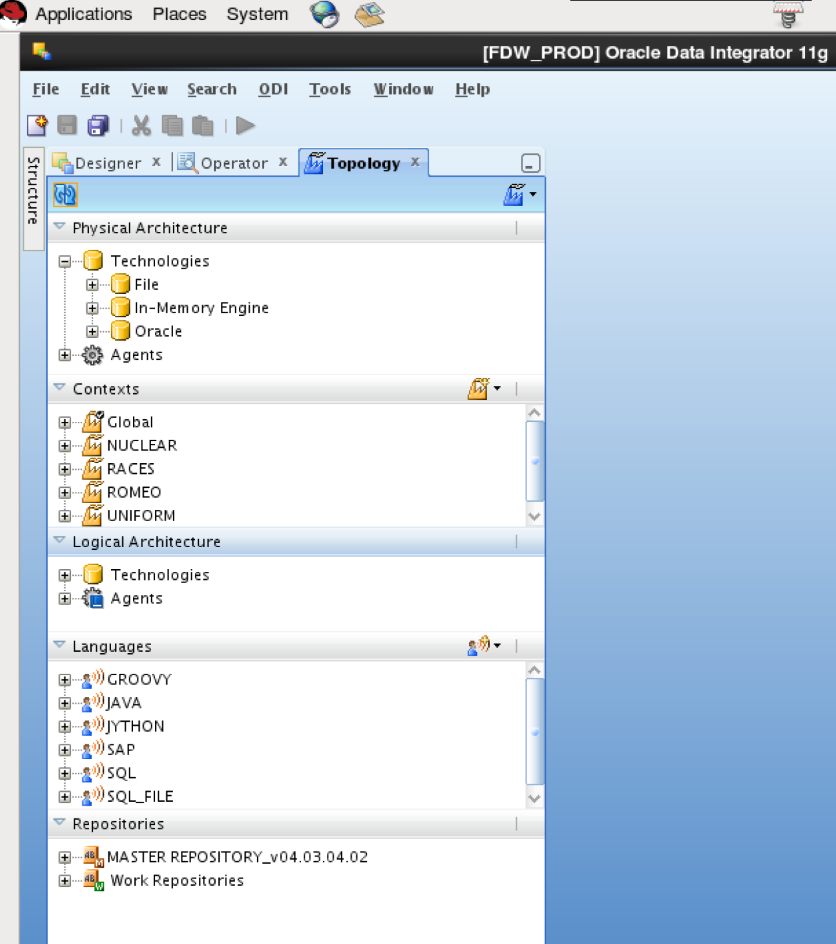 Applications Places System
[FDW_PROD] Oracle Data Integrator 11g
File Edit View Search ODI Tools Window Help
Structure
Designer x Operator x Topology x
Physical Architecture
Technologies
File
In-Memory Engine
Oracle
Agents
Contexts
Global
NUCLEAR
RACES
ROMEO
UNIFORM
Logical Architecture
Technologies
Agents
Languages
GROOVY
JAVA
JYTHON
SAP
SQL
SQL_FILE
Repositories
MASTER REPOSITORY_v04.03.04.02
Work Repositories